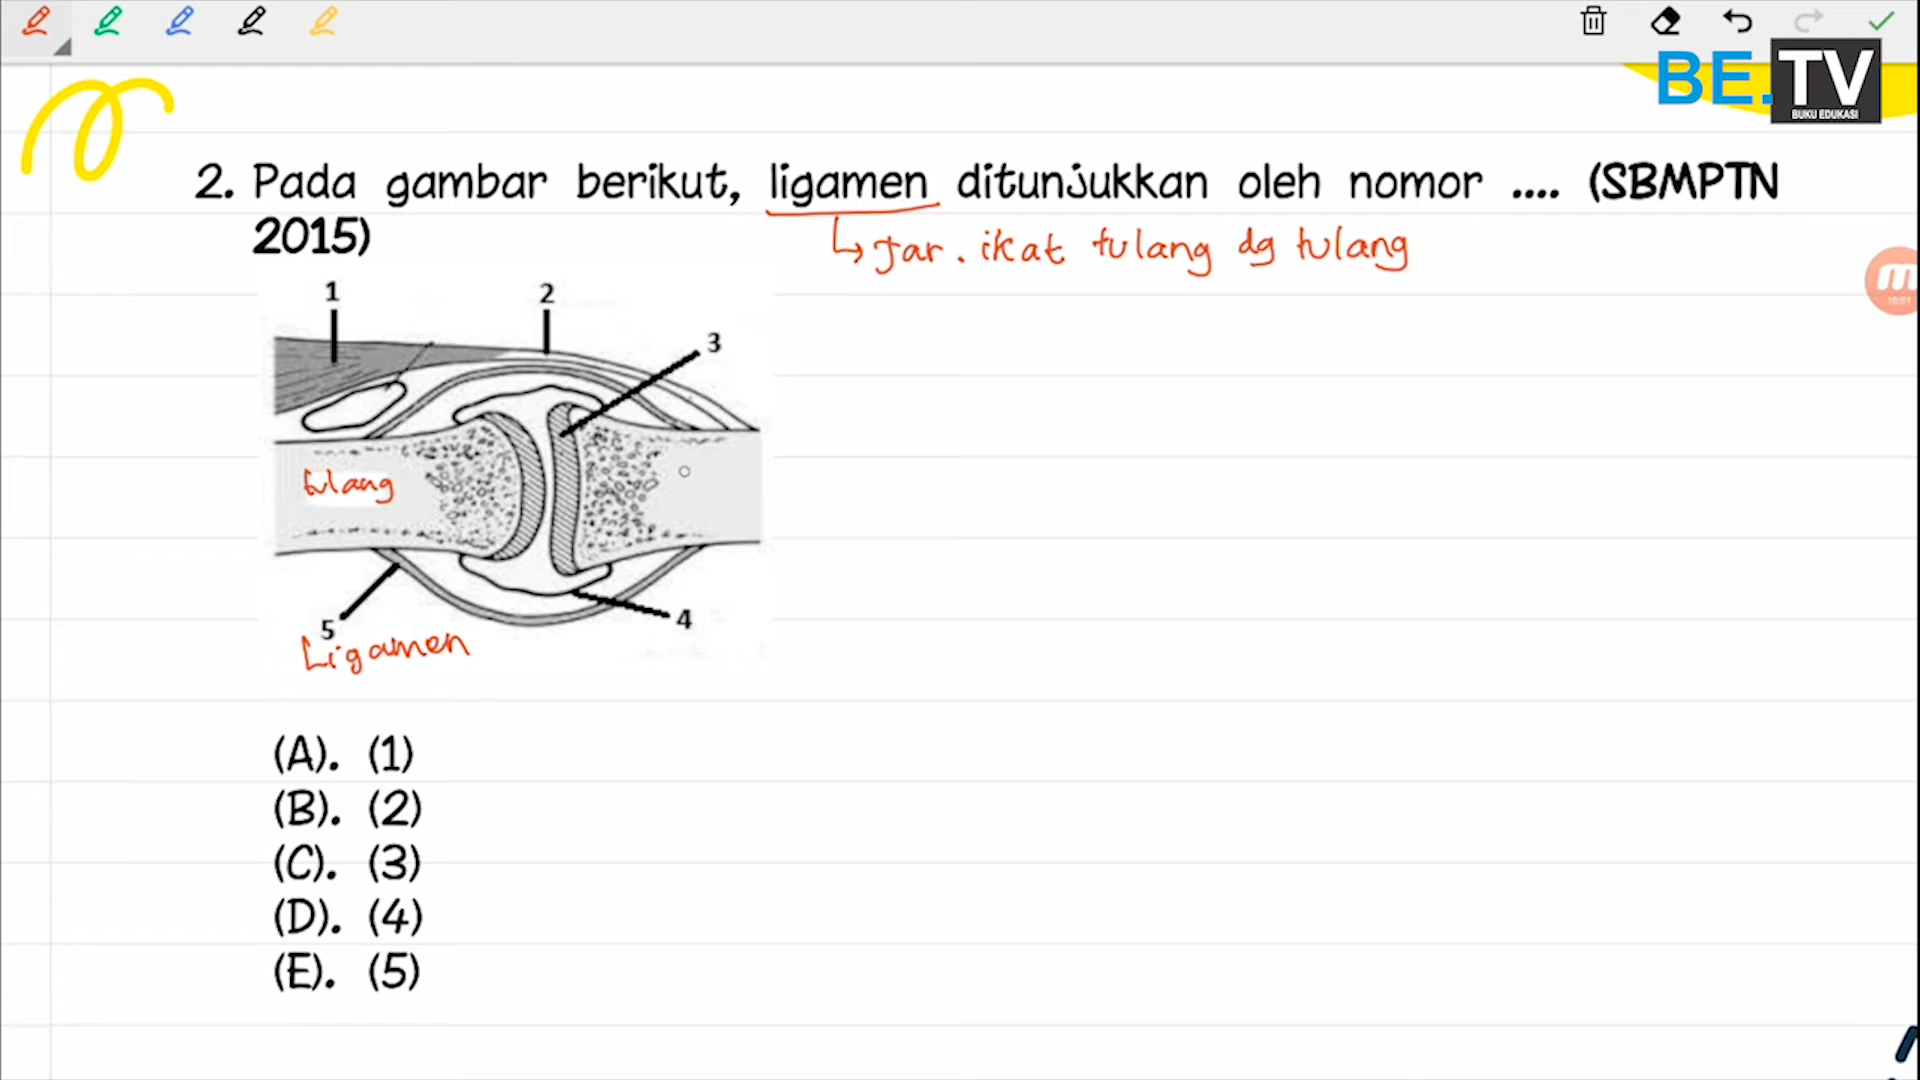 BE.TV
BUKU EDUKASI
2. Pada gambar berikut, ligamen ditunjukkan oleh nomor .... (SBMPTN
2015)
↳ Jar. ikat tulang dg tulang
1
2
3
tulang
5
4
Ligamen
(A). (1)
(B). (2)
(C). (3)
(D). (4)
(E). (5)